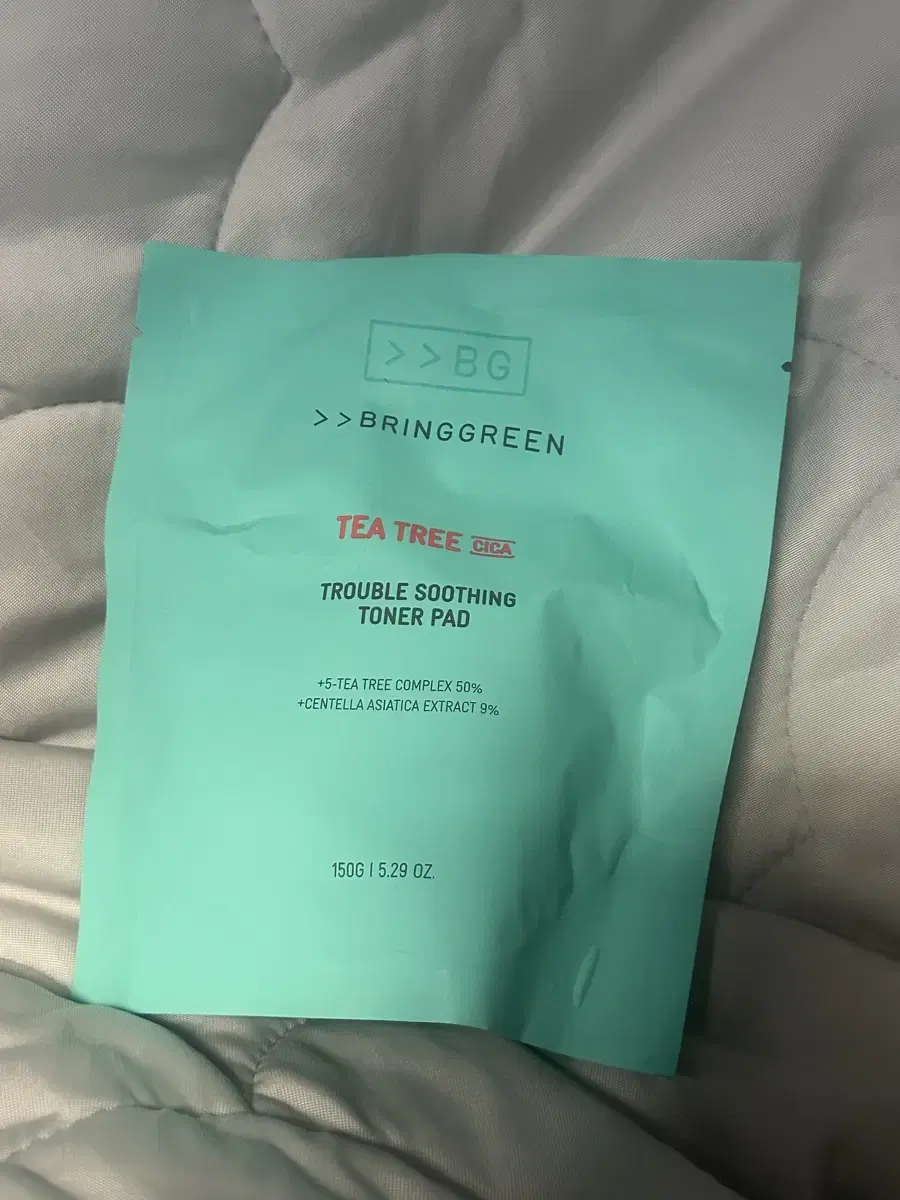 >>BG
>>BRINGGREEN
TEA TREE CICA
TROUBLE SOOTHING
TONER PAD
+5-TEA TREE COMPLEX 50%
+CENTELLA ASIATICA EXTRACT 9%
150G | 5.29 OZ.